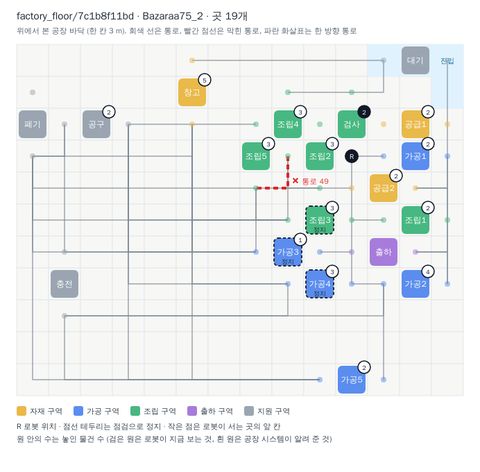 factory_floor/7c1b8f11bd · Bazaraa75_2 · 곳 19개
위에서 본 공장 바닥 (한 칸 3 m). 회색 선은 통로, 빨간 점선은 막힌 통로, 파란 화살표는 한 방향 통로
대기
창고 5
폐기
공구 2
조립4 3
검사 2
공급1 2
조립5 3
조립2 3
R
가공1 2
✖ 통로 49
공급2 2
조립3 3
정지
조립1 2
가공3 1
정지
출하
충전
가공4 3
정지
가공2 4
가공5 2
자재 구역
가공 구역
조립 구역
출하 구역
지원 구역
R 로봇 위치 · 점선 테두리는 점검으로 정지 · 작은 점은 로봇이 서는 곳의 앞 칸
원 안의 수는 놓인 물건 수 (검은 원은 로봇이 지금 보는 것, 흰 원은 공장 시스템이 알려 준 것)